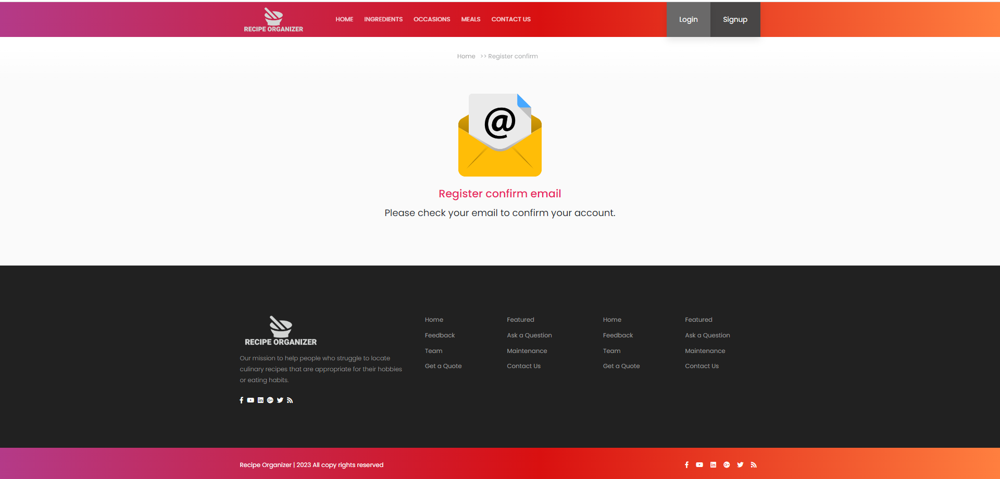 RECIPE ORGANIZER
HOME INGREDIENTS OCCASIONS MEALS CONTACT US
Login Signup
Home >> Register confirm
@
Register confirm email
Please check your email to confirm your account.
RECIPE ORGANIZER
Our mission to help people who struggle to locate
culinary recipes that are appropriate for their hobbies
or eating habits.
Home
Feedback
Team
Get a Quote
Featured
Ask a Question
Maintenance
Contact Us
Home
Feedback
Team
Get a Quote
Featured
Ask a Question
Maintenance
Contact Us
Recipe Organizer | 2023 All copy rights reserved